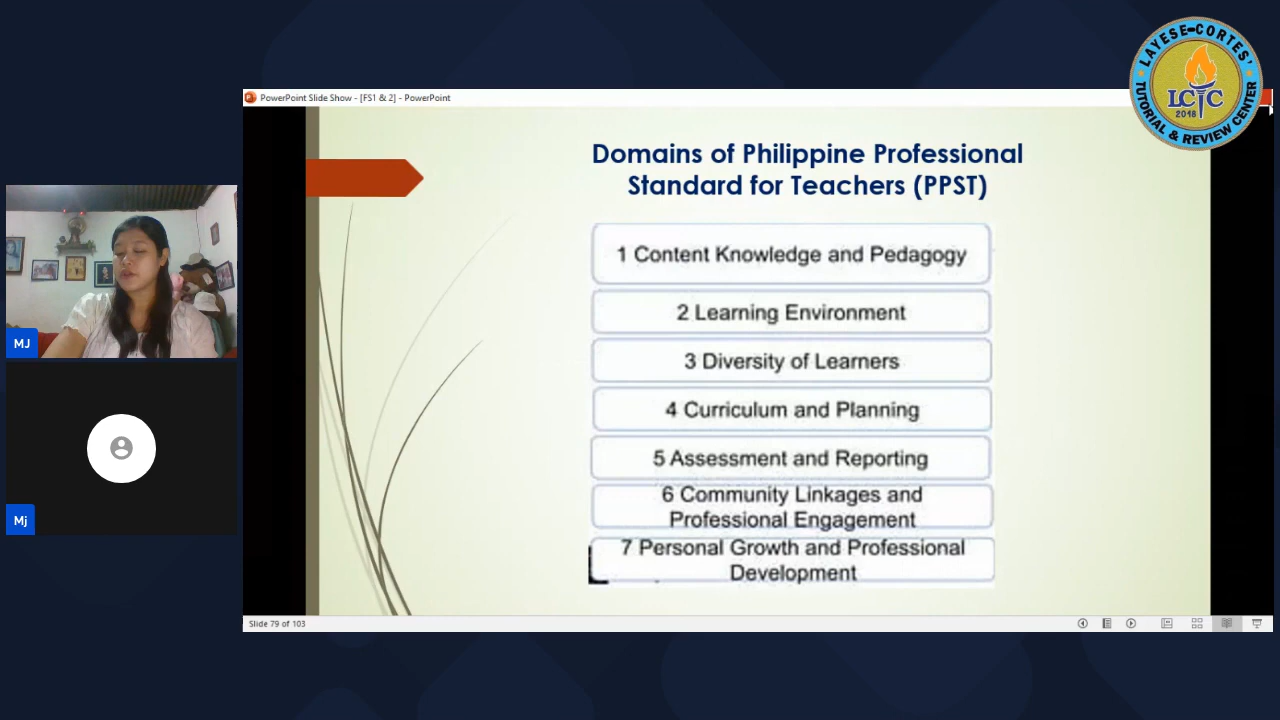 LAYESE-CORTES'
LCTC
2018
TUTORIAL & REVIEW CENTER
PowerPoint Slide Show - [FS1 & 2] - PowerPoint
Domains of Philippine Professional
Standard for Teachers (PPST)
1 Content Knowledge and Pedagogy
2 Learning Environment
3 Diversity of Learners
4 Curriculum and Planning
5 Assessment and Reporting
6 Community Linkages and
Professional Engagement
7 Personal Growth and Professional
Development
MJ
Mj
Slide 79 of 103